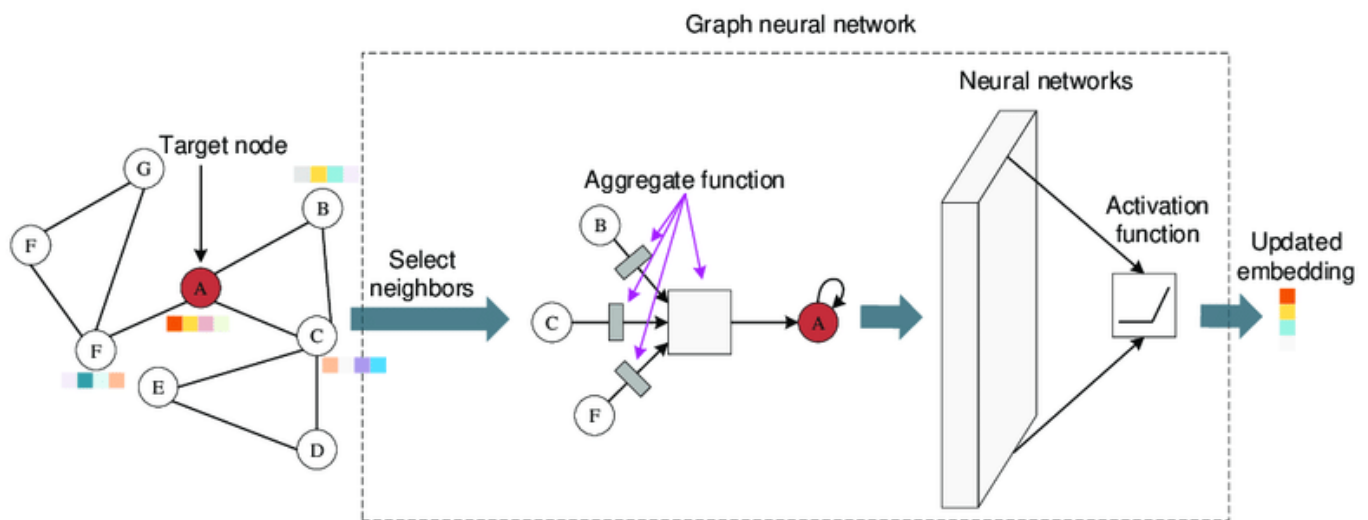 Graph neural network
Neural networks
Target node
G
B
Aggregate function
F
B
Activation
function
Updated
embedding
Select
neighbors
A
C
A
C
F
E
F
D